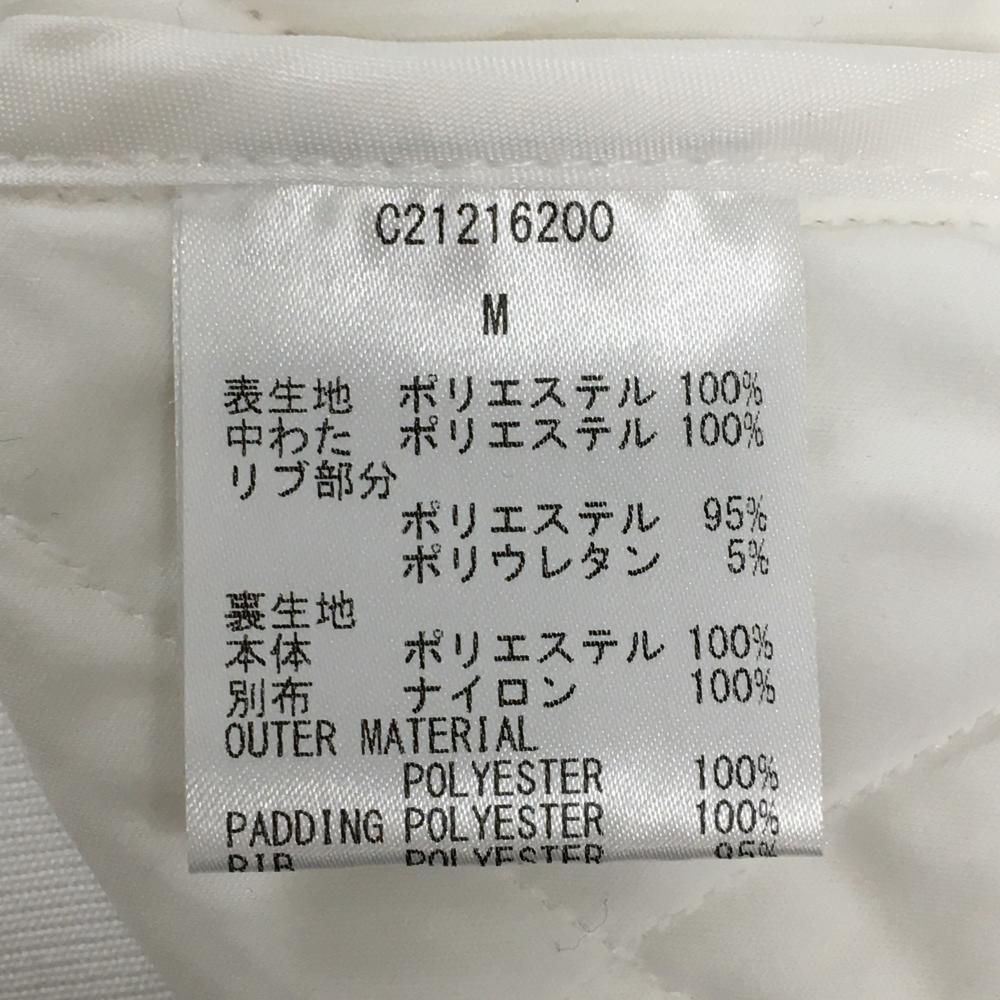 C21216200
M
表生地 ポリエステル 100%
中わた ポリエステル 100%
リブ部分
ポリエステル 95%
ポリウレタン 5%
裏生地
本体 ポリエステル 100%
別布 ナイロン 100%
OUTER MATERIAL
POLYESTER 100%
PADDING POLYESTER 100%
RIB POLYESTER 95%